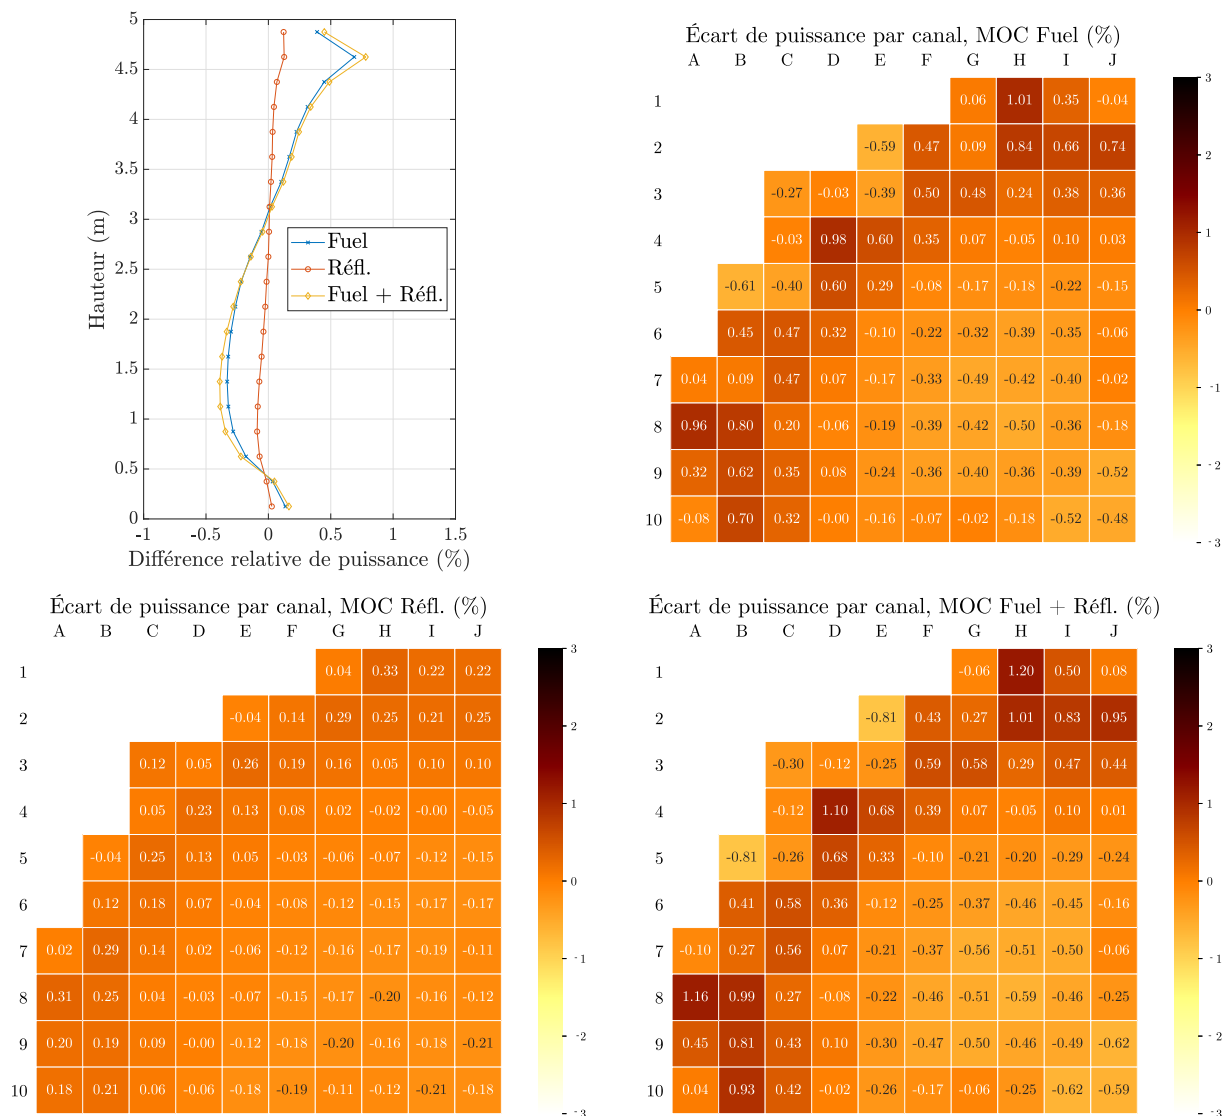 5
4.5
4
3.5
3
2.5
2
1.5
1
0.5
0
Hauteur (m)
Fuel
Réfl.
Fuel + Réfl.
-1 -0.5 0 0.5 1 1.5
Différence relative de puissance (%)
Écart de puissance par canal, MOC Fuel (%)
A B C D E F G H I J
1 0.06 1.01 0.35 -0.04
2 -0.59 0.47 0.09 0.84 0.66 0.74
3 -0.27 -0.03 -0.39 0.50 0.48 0.24 0.38 0.36
4 -0.03 0.98 0.60 0.35 0.07 -0.05 0.10 0.03
5 -0.61 -0.40 0.60 0.29 -0.08 -0.17 -0.18 -0.22 -0.15
6 0.45 0.47 0.32 -0.10 -0.22 -0.32 -0.39 -0.35 -0.06
7 0.04 0.09 0.47 0.07 -0.17 -0.33 -0.49 -0.42 -0.40 -0.02
8 0.96 0.80 0.20 -0.06 -0.19 -0.39 -0.42 -0.50 -0.36 -0.18
9 0.32 0.62 0.35 0.08 -0.24 -0.36 -0.40 -0.36 -0.39 -0.52
10 -0.08 0.70 0.32 -0.00 -0.16 -0.07 -0.02 -0.18 -0.52 -0.48
3
2
1
0
-1
-2
-3
Écart de puissance par canal, MOC Réfl. (%)
A B C D E F G H I J
1 0.04 0.33 0.22 0.22
2 -0.04 0.14 0.29 0.25 0.21 0.25
3 0.12 0.05 0.26 0.19 0.16 0.05 0.10 0.10
4 0.05 0.23 0.13 0.08 0.02 -0.02 -0.00 -0.05
5 -0.04 0.25 0.13 0.05 -0.03 -0.06 -0.07 -0.12 -0.15
6 0.12 0.18 0.07 -0.04 -0.08 -0.12 -0.15 -0.17 -0.17
7 0.02 0.29 0.14 0.02 -0.06 -0.12 -0.16 -0.17 -0.19 -0.11
8 0.31 0.25 0.04 -0.03 -0.07 -0.15 -0.17 -0.20 -0.16 -0.12
9 0.20 0.19 0.09 -0.00 -0.12 -0.18 -0.20 -0.16 -0.18 -0.21
10 0.18 0.21 0.06 -0.06 -0.18 -0.19 -0.11 -0.12 -0.21 -0.18
3
2
1
0
-1
-2
-3
Écart de puissance par canal, MOC Fuel + Réfl. (%)
A B C D E F G H I J
1 -0.06 1.20 0.50 0.08
2 -0.81 0.43 0.27 1.01 0.83 0.95
3 -0.30 -0.12 -0.25 0.59 0.58 0.29 0.47 0.44
4 -0.12 1.10 0.68 0.39 0.07 -0.05 0.10 0.01
5 -0.81 -0.26 0.68 0.33 -0.10 -0.21 -0.20 -0.29 -0.24
6 0.41 0.58 0.36 -0.12 -0.25 -0.37 -0.46 -0.45 -0.16
7 -0.10 0.27 0.56 0.07 -0.21 -0.37 -0.56 -0.51 -0.50 -0.06
8 1.16 0.99 0.27 -0.08 -0.22 -0.46 -0.51 -0.59 -0.46 -0.25
9 0.45 0.81 0.43 0.10 -0.30 -0.47 -0.50 -0.46 -0.49 -0.62
10 0.04 0.93 0.42 -0.02 -0.26 -0.17 -0.06 -0.25 -0.62 -0.59
3
2
1
0
-1
-2
-3